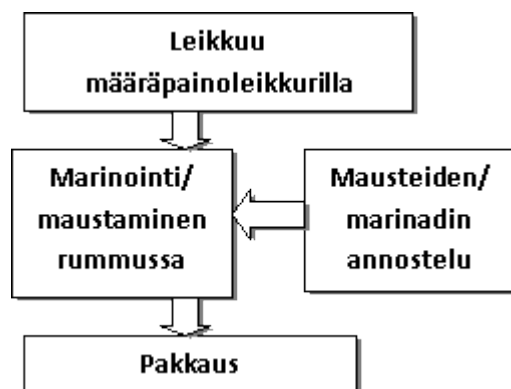 Leikkuu
määräpainoleikkurilla
Marinointi/
maustaminen
rummussa
Mausteiden/
marinadin
annostelu
Pakkaus